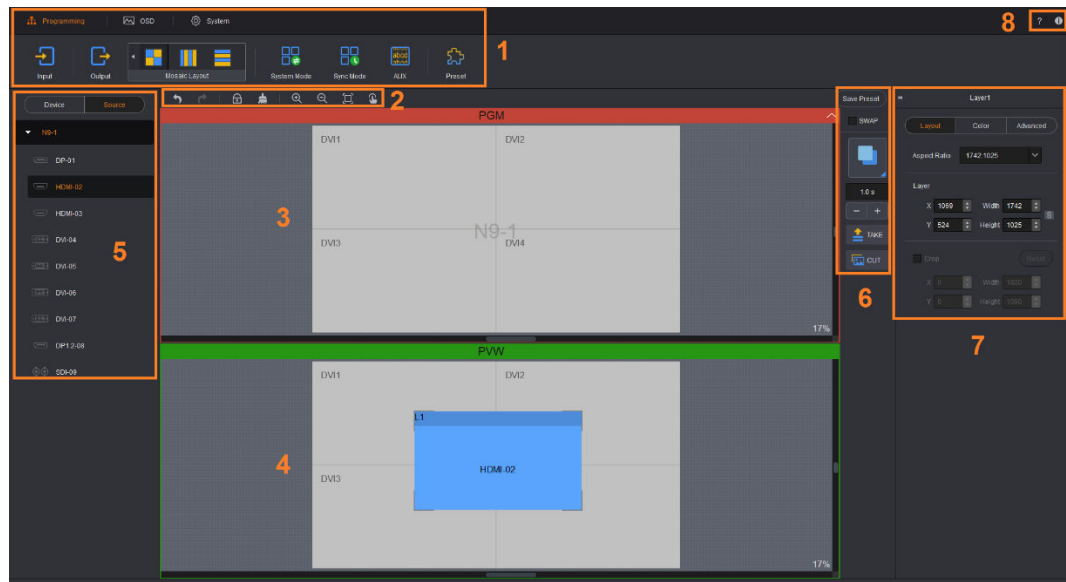 Programming OSD System 8 ?
1
Input Output Mosaic Layout System Mode Sync Mode AUX Preset
Device Source
2
N9-1
DP-01
HDMI-02
HDMI-03
DVI-04
DVI-05
DVI-06
DVI-07
DP1.2-08
SDI-09
5
PGM
DVI1 DVI2
3
N9-1
DVI3 DVI4
17%
PVW
DVI1 DVI2
L1
HDMI-02
4
DVI3
17%
Save Preset
SWAP
1.0 s
- +
TAKE
CUT
6
Layer1
Layout Color Advanced
Aspect Ratio 1742:1025
Layer
X 1069 Width 1742
Y 524 Height 1025
Crop Reset
X 0 Width 1920
Y 0 Height 1080
7